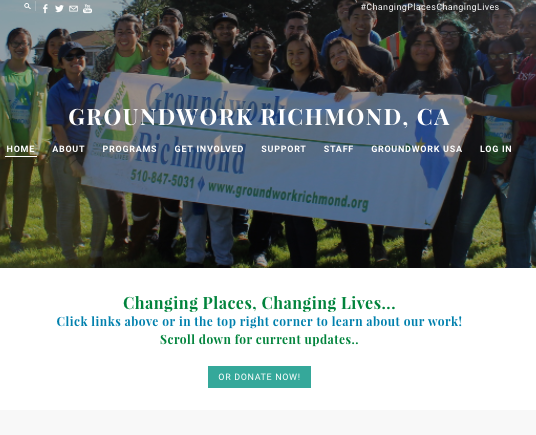 #ChangingPlacesChangingLives
GROUNDWORK RICHMOND, CA
Groundwork
Richmond
510-847-5031 www.groundworkrichmond.org
HOME ABOUT PROGRAMS GET INVOLVED SUPPORT STAFF GROUNDWORK USA LOG IN
Changing Places, Changing Lives...
Click links above or in the top right corner to learn about our work!
Scroll down for current updates..
OR DONATE NOW!